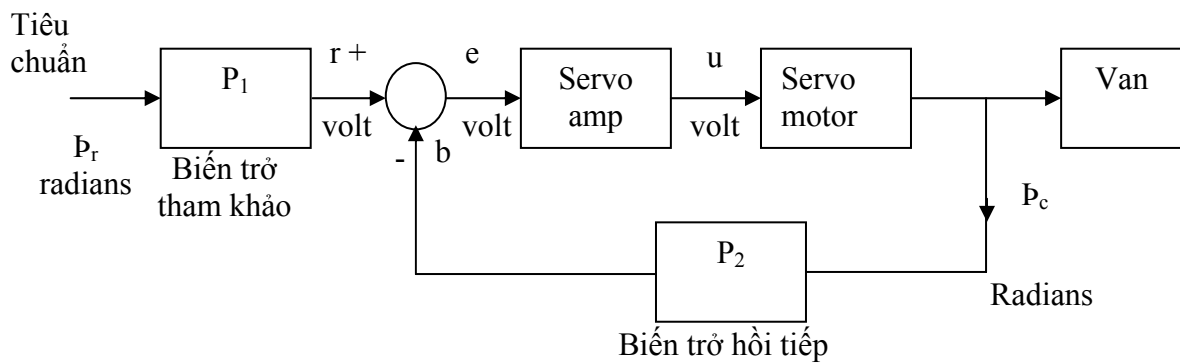 Tiêu
chuẩn
Þr
radians
P1
Biến trở
tham khảo
r +
volt
-
b
e
volt
Servo
amp
u
volt
Servo
motor
Van
Þc
Radians
P2
Biến trở hồi tiếp